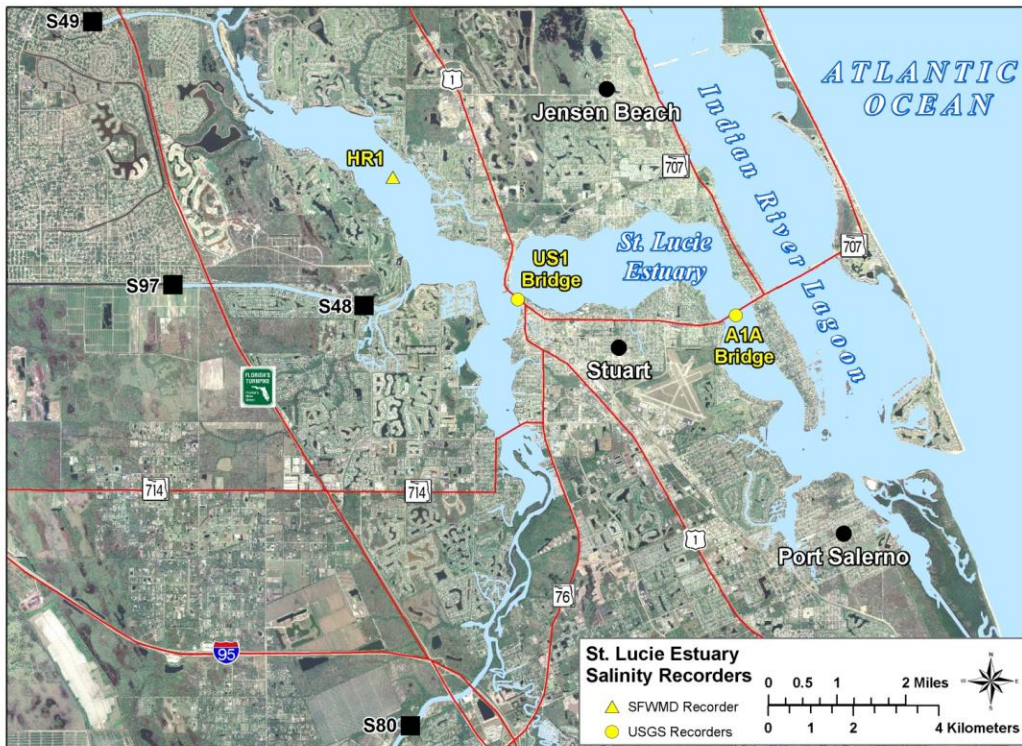 S49
1
Jensen Beach
ATLANTIC
OCEAN
Indian River Lagoon
HR1
707
707
St. Lucie
Estuary
US1
Bridge
S97
S48
A1A
Bridge
Stuart
FLORIDA'S
TURNPIKE
714
714
1
Port Salerno
76
95
S80
St. Lucie Estuary
Salinity Recorders
SFWMD Recorder
USGS Recorders
0 0.5 1 2 Miles
0 1 2 4 Kilometers
N